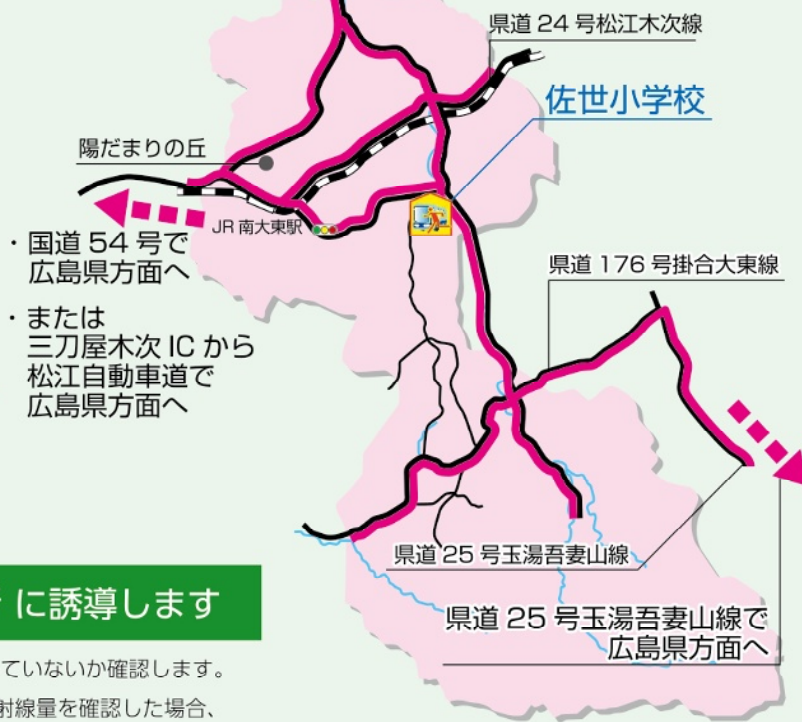 県道 24 号松江木次線
佐世小学校
陽だまりの丘
JR 南大東駅
・国道 54 号で
広島県方面へ
・または
三刀屋木次 IC から
松江自動車道で
広島県方面へ
県道 176 号掛合大東線
県道 25 号玉湯吾妻山線
県道 25 号玉湯吾妻山線で
広島県方面へ
に誘導します
ていないか確認します。
射線量を確認した場合、